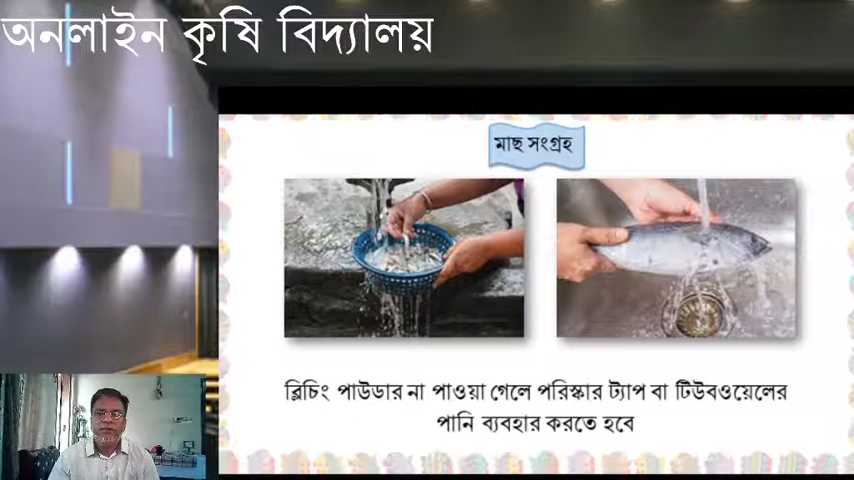 অনলাইন কৃষি বিদ্যালয়
মাছ সংগ্রহ
ব্লিচিং পাউডার না পাওয়া গেলে পরিস্কার ট্যাপ বা টিউবওয়েলের
পানি ব্যবহার করতে হবে